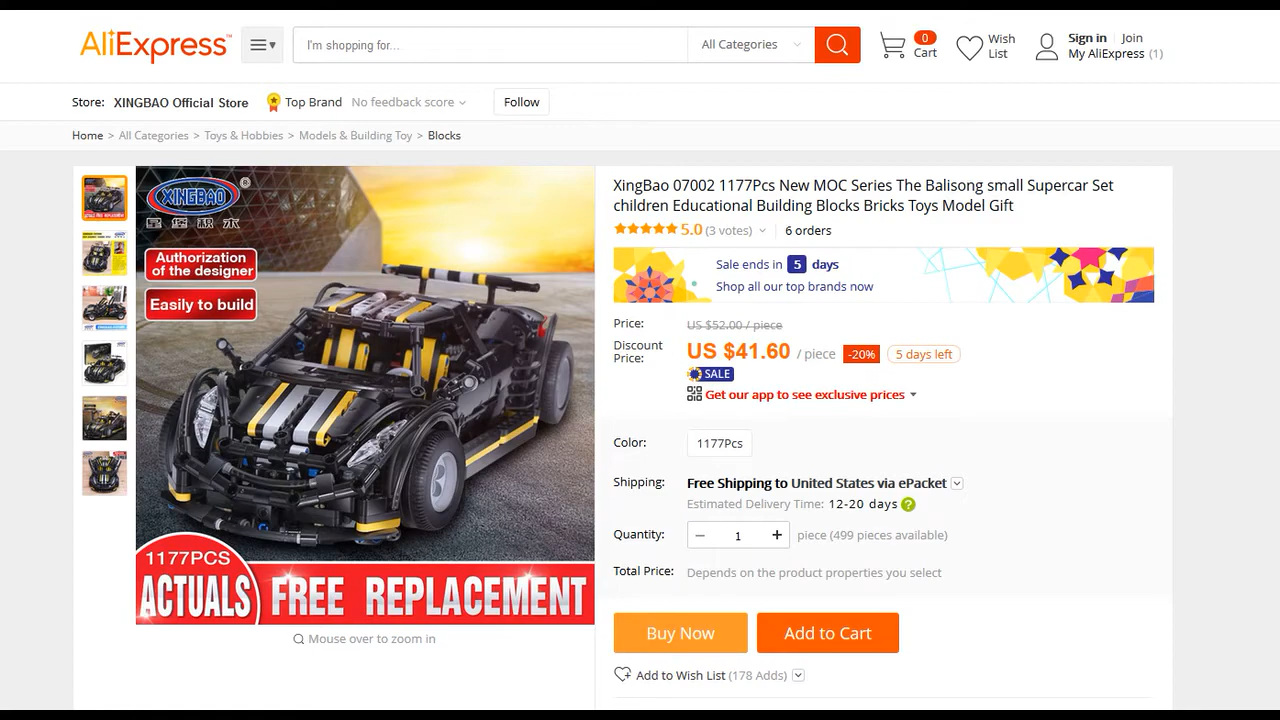 AliExpress™
I'm shopping for...
All Categories
0
Cart
Wish
List
Sign in
Join
My AliExpress (1)
Store: XINGBAO Official Store
Top Brand
No feedback score
Follow
Home > All Categories > Toys & Hobbies > Models & Building Toy > Blocks
XINGBAO®
星堡积木
Authorization
of the designer
Easily to build
1177PCS
ACTUALS
FREE REPLACEMENT
Mouse over to zoom in
XingBao 07002 1177Pcs New MOC Series The Balisong small Supercar Set
children Educational Building Blocks Bricks Toys Model Gift
5.0 (3 votes)
6 orders
Sale ends in 5 days
Shop all our top brands now
Price: US $52.00 / piece
Discount
Price:
US $41.60 / piece -20% 5 days left
SALE
Get our app to see exclusive prices
Color: 1177Pcs
Shipping: Free Shipping to United States via ePacket
Estimated Delivery Time: 12-20 days ?
Quantity: − 1 + piece (499 pieces available)
Total Price: Depends on the product properties you select
Buy Now
Add to Cart
Add to Wish List (178 Adds)